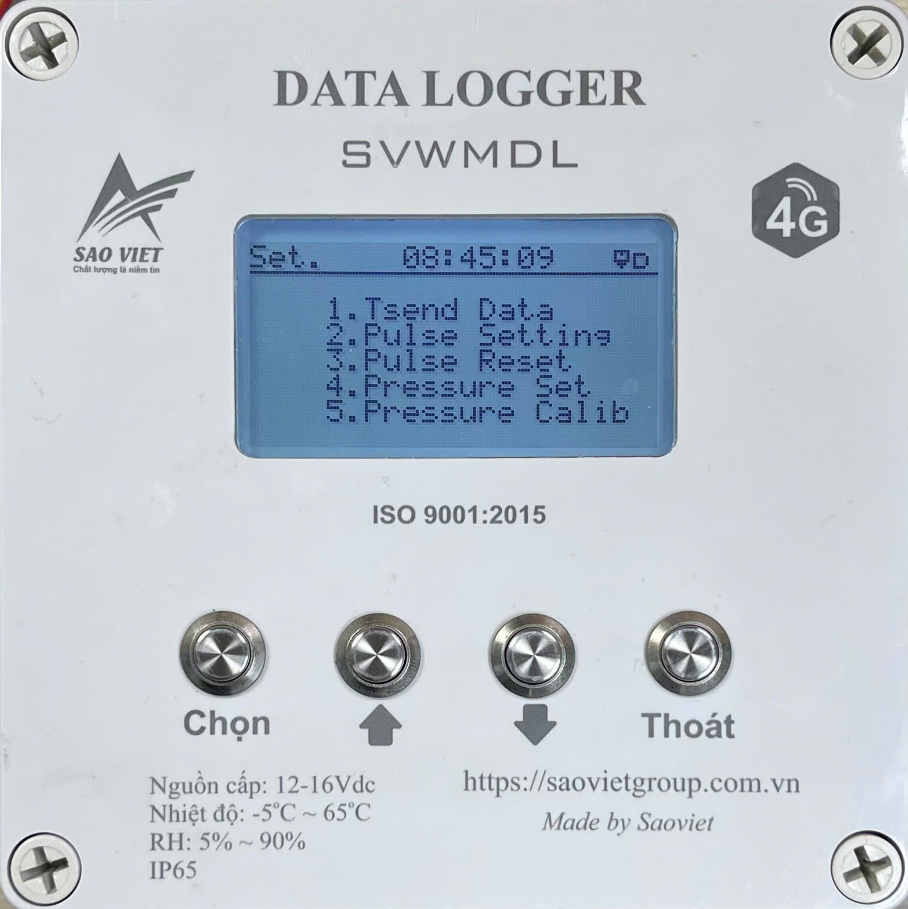 DATA LOGGER
SVWMDL
SAO VIET
Chất lượng là niềm tin
4G
Set. 08:45:09
1.Tsend Data
2.Pulse Setting
3.Pulse Reset
4.Pressure Set
5.Pressure Calib
ISO 9001:2015
Chọn
Thoát
Nguồn cấp: 12-16Vdc
Nhiệt độ: -5°C ~ 65°C
RH: 5% ~ 90%
IP65
https://saovietgroup.com.vn
Made by Saoviet